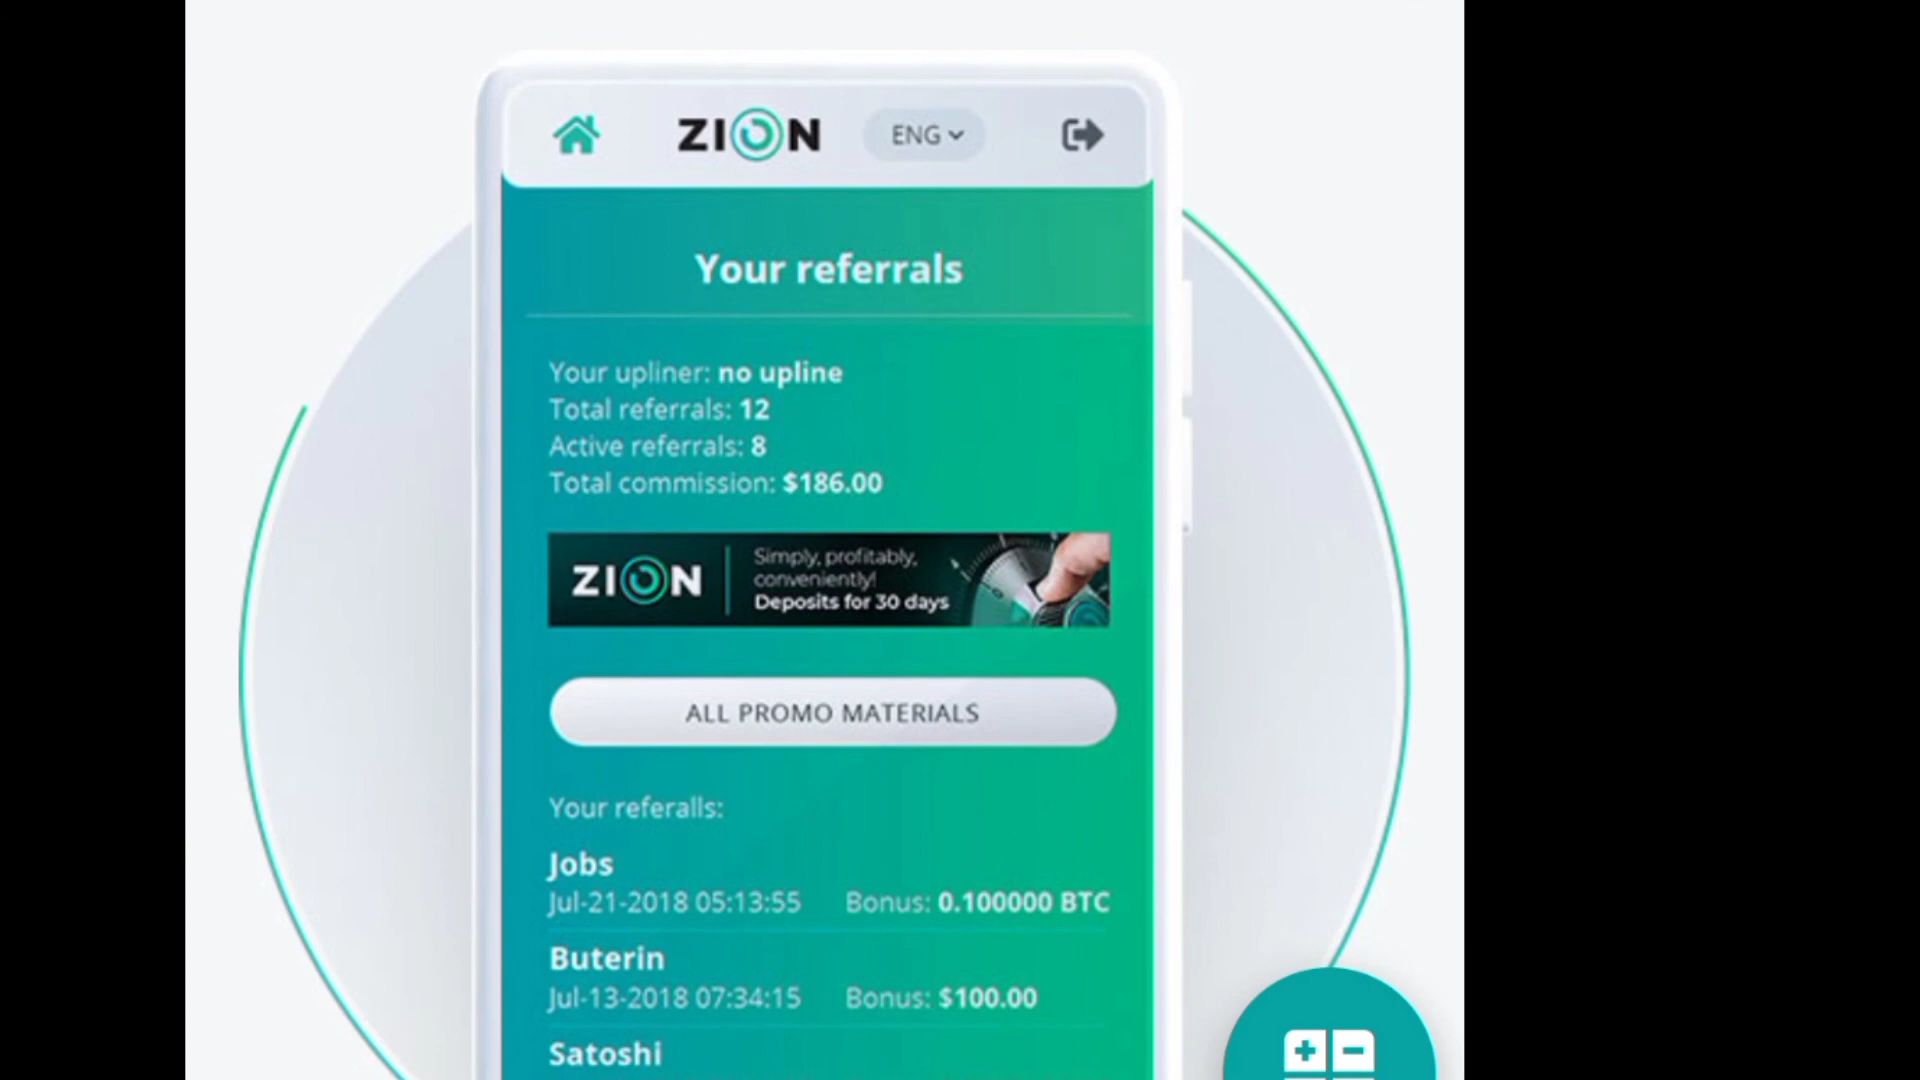 ZION ENG
Your referrals
Your upliner: no upline
Total referrals: 12
Active referrals: 8
Total commission: $186.00
ZION
Simply, profitably,
conveniently!
Deposits for 30 days
ALL PROMO MATERIALS
Your referalls:
Jobs
Jul-21-2018 05:13:55 Bonus: 0.100000 BTC
Buterin
Jul-13-2018 07:34:15 Bonus: $100.00
Satoshi